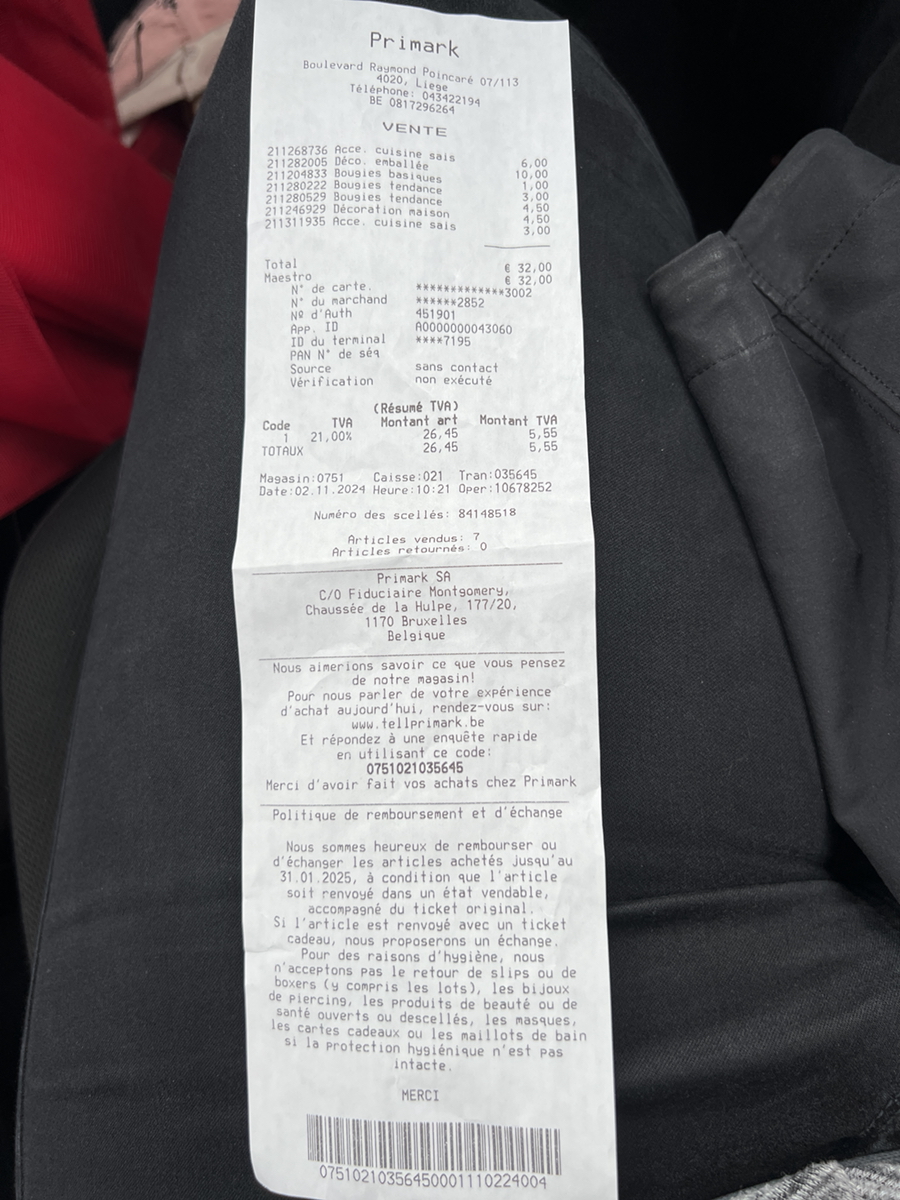 Primark
Boulevard Raymond Poincaré 07/113
4020, Liege
Téléphone: 043422194
BE 0817296264
VENTE
211268736 Acce. cuisine sais 6,00
211282005 Déco. emballée 10,00
211204833 Bougies basiques 1,00
211280222 Bougies tendance 3,00
211280529 Bougies tendance 4,50
211246929 Décoration maison 4,50
211311935 Acce. cuisine sais 3,00
Total € 32,00
Maestro € 32,00
N° de carte. *************3002
N° du marchand ******2852
Nº d'Auth 451901
App. ID A0000000043060
ID du terminal ****7195
PAN N° de séq
Source sans contact
Vérification non exécuté
(Résumé TVA)
Code TVA Montant art Montant TVA
1 21,00% 26,45 5,55
TOTAUX 26,45 5,55
Magasin:0751 Caisse:021 Tran:035645
Date:02.11.2024 Heure:10:21 Oper:10678252
Numéro des scellés: 84148518
Articles vendus: 7
Articles retournés: 0
Primark SA
C/O Fiduciaire Montgomery,
Chaussée de la Hulpe, 177/20,
1170 Bruxelles
Belgique
Nous aimerions savoir ce que vous pensez
de notre magasin!
Pour nous parler de votre expérience
d'achat aujourd'hui, rendez-vous sur:
www.tellprimark.be
Et répondez à une enquête rapide
en utilisant ce code:
0751021035645
Merci d'avoir fait vos achats chez Primark
Politique de remboursement et d'échange
Nous sommes heureux de rembourser ou
d'échanger les articles achetés jusqu'au
31.01.2025, à condition que l'article
soit renvoyé dans un état vendable,
accompagné du ticket original.
Si l'article est renvoyé avec un ticket
cadeau, nous proposerons un échange.
Pour des raisons d'hygiène, nous
n'acceptons pas le retour de slips ou de
boxers (y compris les lots), les bijoux
de piercing, les produits de beauté ou de
santé ouverts ou descellés, les masques,
les cartes cadeaux ou les maillots de bain
si la protection hygiénique n'est pas
intacte.
MERCI
07510210356450001110224004